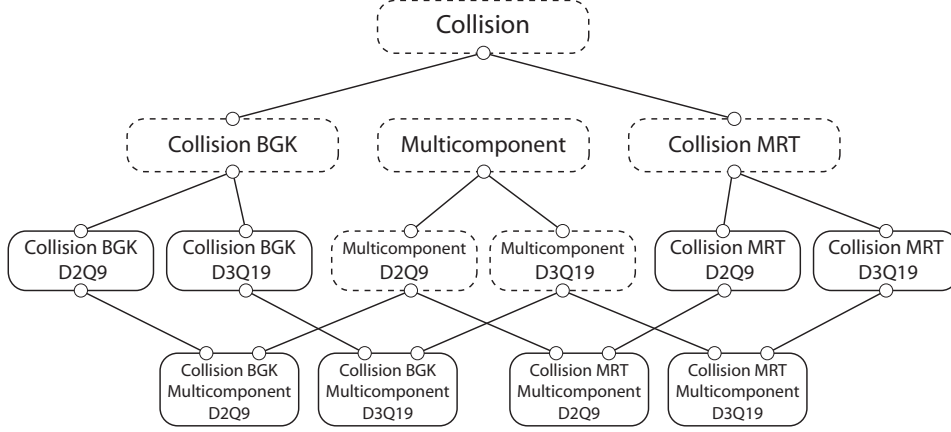 Collision
Collision BGK
Multicomponent
Collision MRT
Collision BGK
D2Q9
Collision BGK
D3Q19
Multicomponent
D2Q9
Multicomponent
D3Q19
Collision MRT
D2Q9
Collision MRT
D3Q19
Collision BGK
Multicomponent
D2Q9
Collision BGK
Multicomponent
D3Q19
Collision MRT
Multicomponent
D2Q9
Collision MRT
Multicomponent
D3Q19